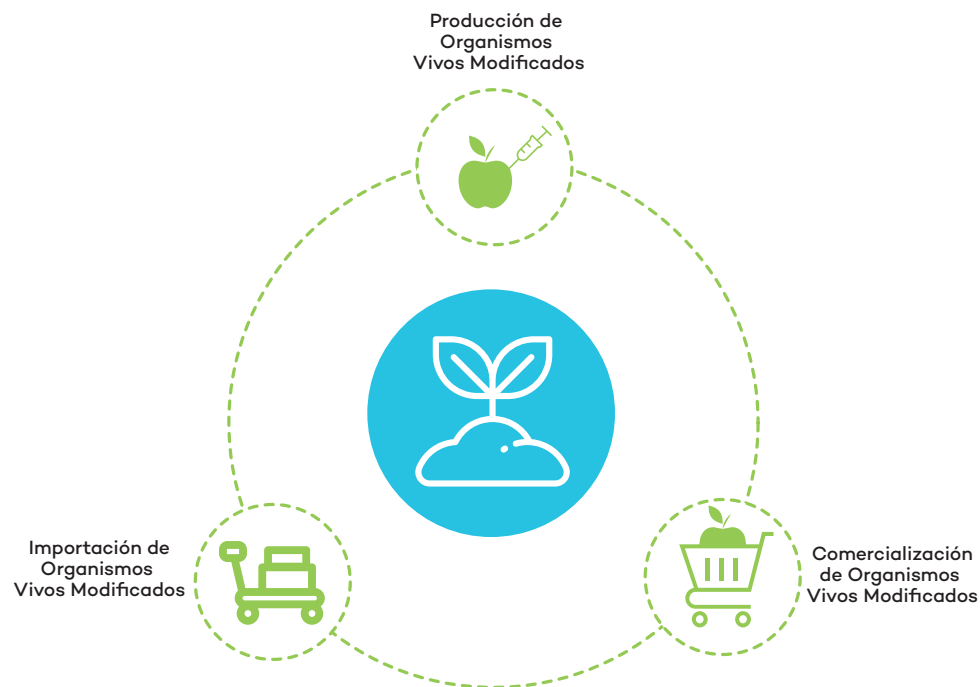 Producción de
Organismos
Vivos Modificados
Importación de
Organismos
Vivos Modificados
Comercialización
de Organismos
Vivos Modificados